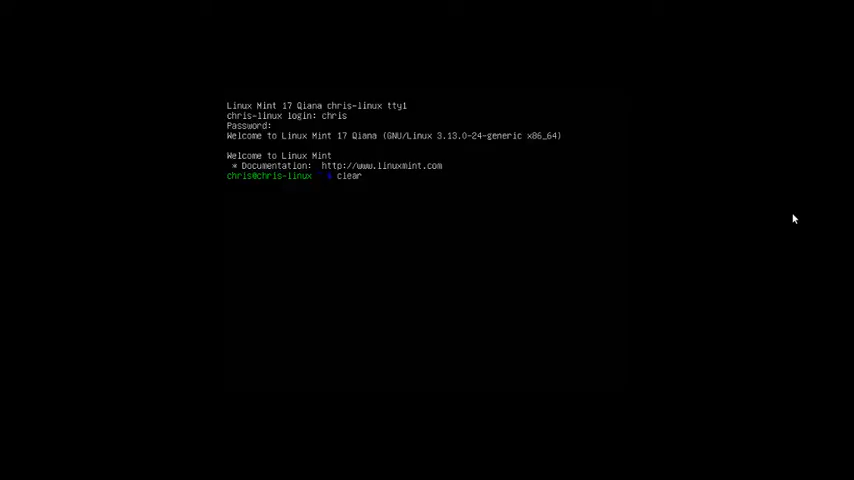 Linux Mint 17 Qiana chris-linux tty1
chris-linux login: chris
Password:
Welcome to Linux Mint 17 Qiana (GNU/Linux 3.13.0-24-generic x86_64)
Welcome to Linux Mint
* Documentation: http://www.linuxmint.com
chris@chris-linux ~ $ clear